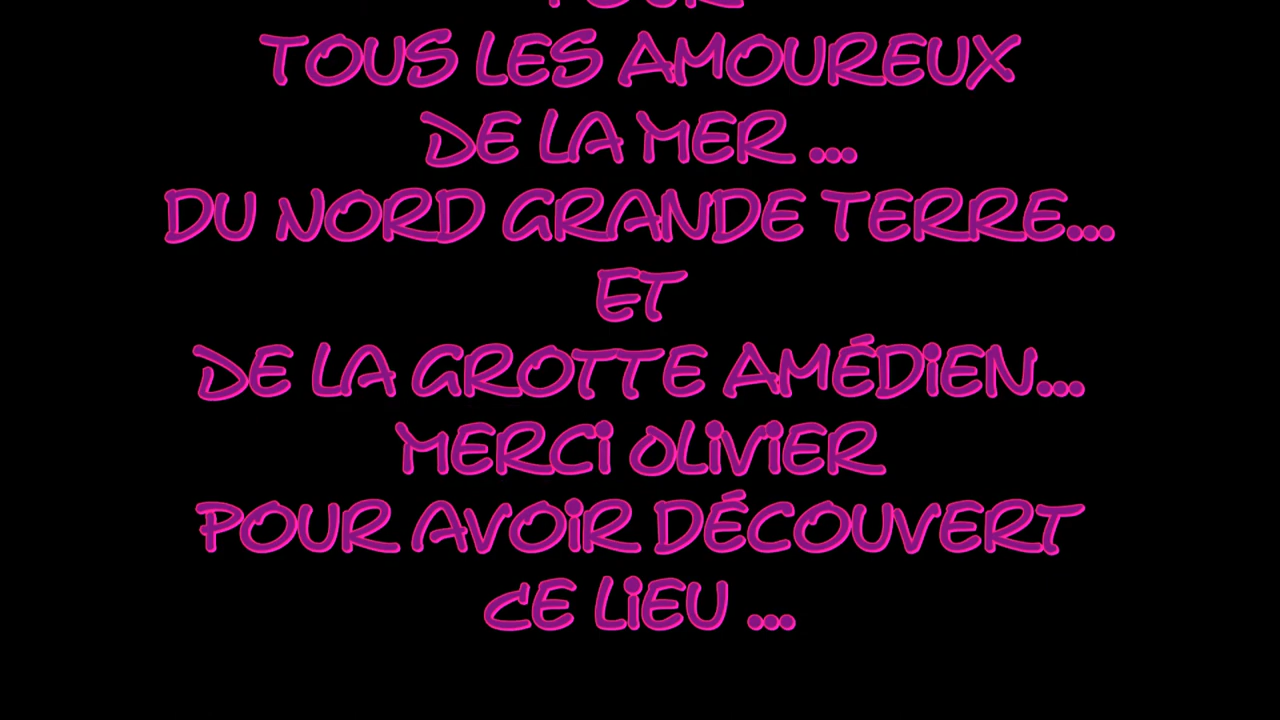 POUR
TOUS LES AMOUREUX
DE LA MER ...
DU NORD GRANDE TERRE...
ET
DE LA GROTTE AMÉDIEN...
MERCI OLIVIER
POUR AVOIR DÉCOUVERT
CE LIEU ...